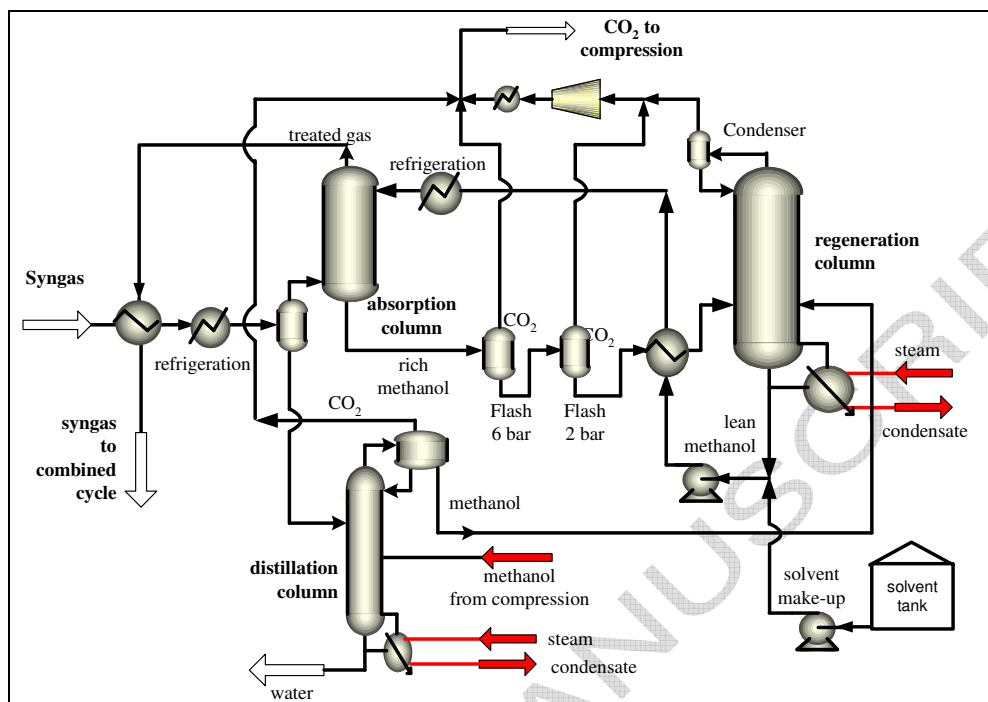 CO₂ to
compression
treated gas
Condenser
refrigeration
regeneration
column
Syngas
absorption
column
CO₂
CO₂
refrigeration
rich
methanol
steam
Flash
6 bar
Flash
2 bar
lean
methanol
condensate
CO₂
syngas
to
combined
cycle
methanol
distillation
column
methanol
from compression
solvent
make-up
solvent
tank
steam
condensate
water
ANUSCRIP